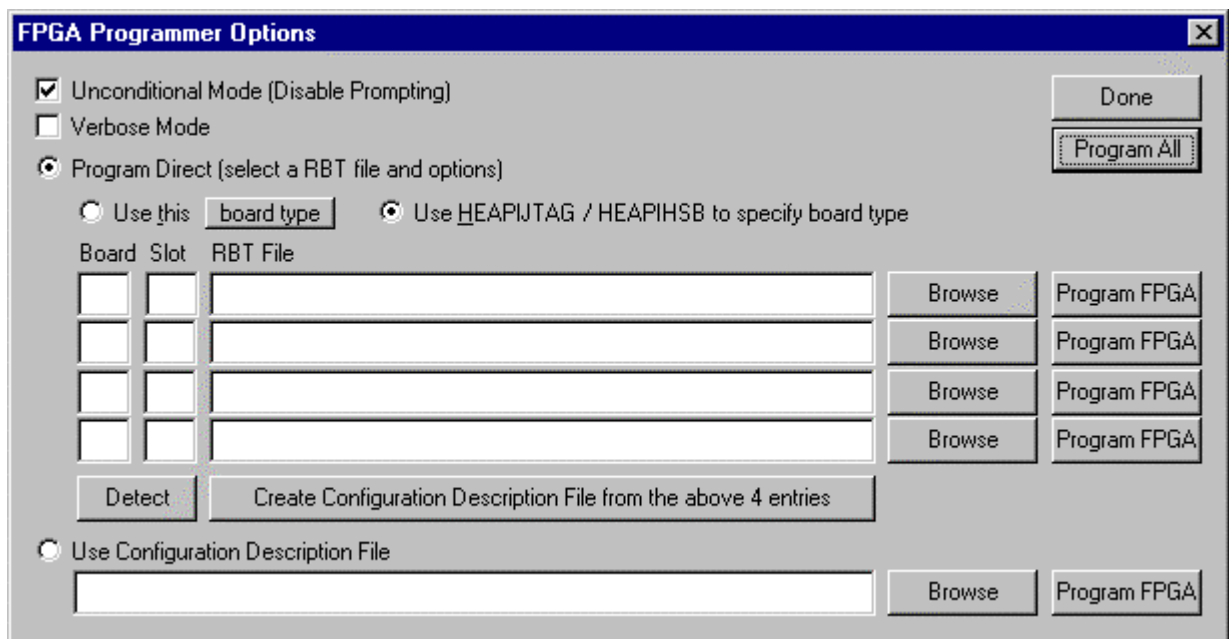 FPGA Programmer Options
Unconditional Mode (Disable Prompting)
Done
Verbose Mode
Program All
Program Direct (select a RBT file and options)
Use this board type Use HEAPIJTAG / HEAPIHSB to specify board type
Board Slot RBT File
Browse Program FPGA
Browse Program FPGA
Browse Program FPGA
Browse Program FPGA
Detect Create Configuration Description File from the above 4 entries
Use Configuration Description File
Browse Program FPGA